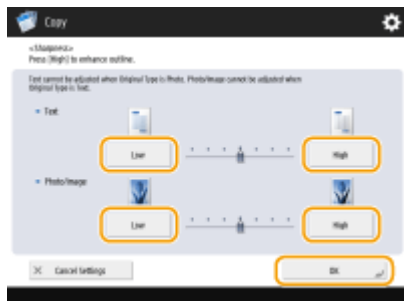 Copy
<Sharpness>
Press [High] to enhance outline.
Text cannot be adjusted when Original Type is Photo. Photo/Image cannot be adjusted when
Original Type is Text.
Text
Low
High
Photo/Image
Low
High
Cancel Settings
OK